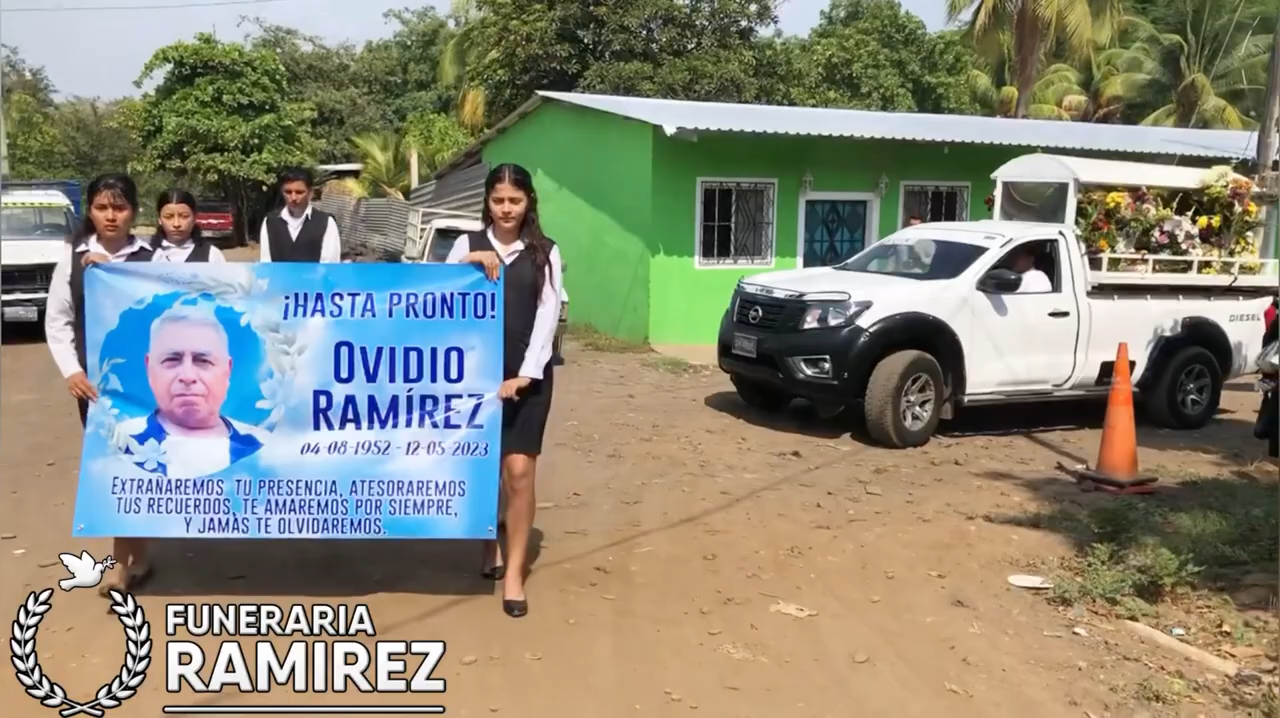 ¡HASTA PRONTO!
OVIDIO
RAMÍREZ
04-08-1952 - 12-05-2023
EXTRAÑAREMOS TU PRESENCIA, ATESORAREMOS
TUS RECUERDOS, TE AMAREMOS POR SIEMPRE,
Y JAMÁS TE OLVIDAREMOS.
DIESEL
FUNERARIA
RAMIREZ